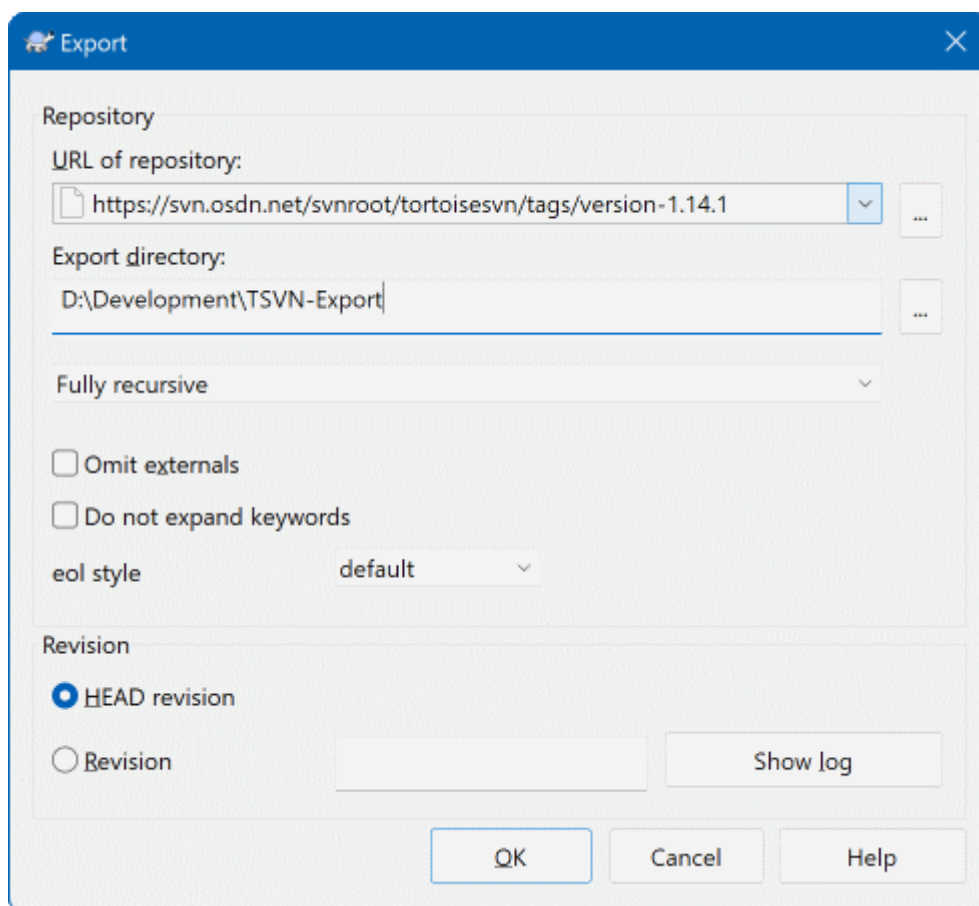 Export
Repository
URL of repository:
https://svn.osdn.net/svnroot/tortoisesvn/tags/version-1.14.1
...
Export directory:
D:\Development\TSVN-Export
...
Fully recursive
Omit externals
Do not expand keywords
eol style default
Revision
HEAD revision
Revision Show log
OK Cancel Help